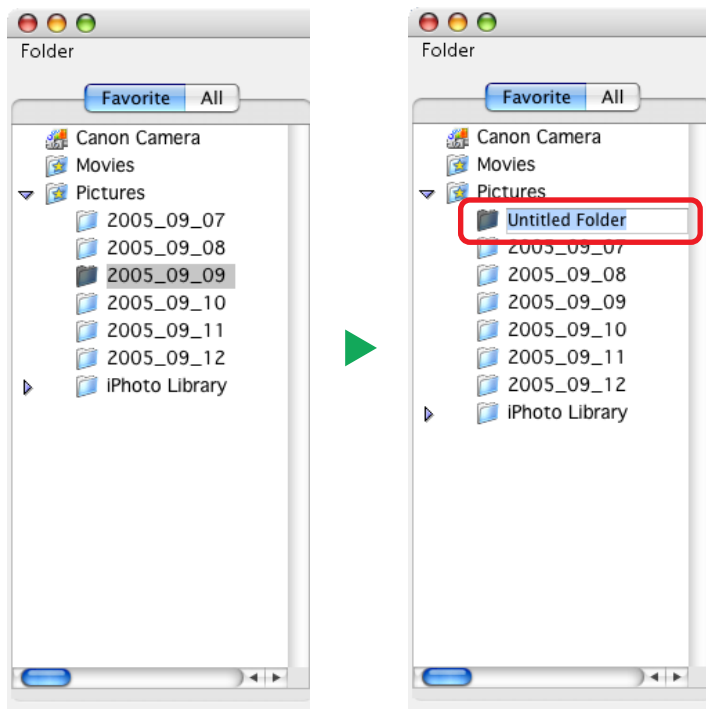 Folder
Favorite All
Canon Camera
Movies
Pictures
2005_09_07
2005_09_08
2005_09_09
2005_09_10
2005_09_11
2005_09_12
iPhoto Library
Folder
Favorite All
Canon Camera
Movies
Pictures
Untitled Folder
2005_09_07
2005_09_08
2005_09_09
2005_09_10
2005_09_11
2005_09_12
iPhoto Library